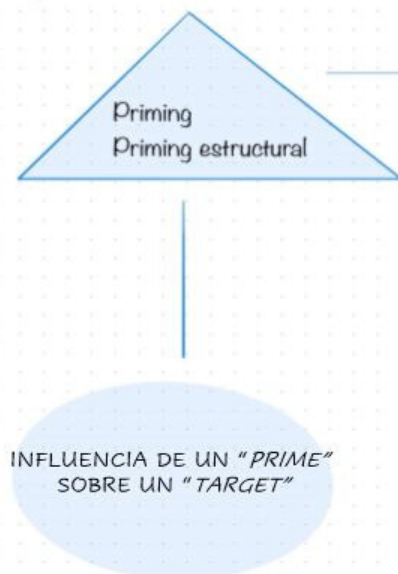 Priming
Priming estructural
INFLUENCIA DE UN "PRIME"
SOBRE UN "TARGET"